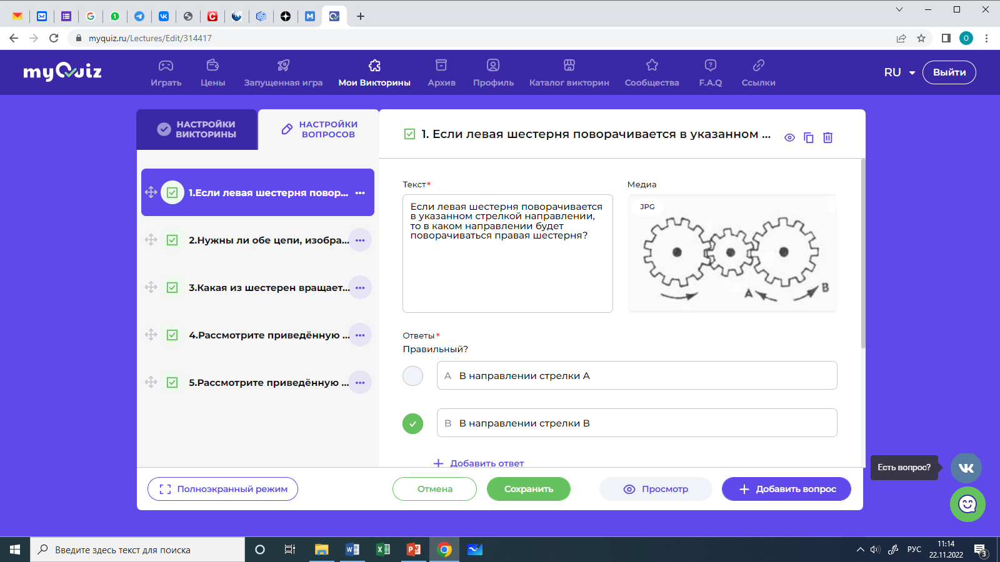 myquiz.ru/Lectures/Edit/314417
O
myQuiz
Играть
Цены
Запущенная игра
Мои Викторины
Архив
Профиль
Каталог викторин
Сообщества
F.A.Q
Ссылки
RU
Выйти
НАСТРОЙКИ
ВИКТОРИНЫ
НАСТРОЙКИ
ВОПРОСОВ
1. Если левая шестерня поворачивается в указанном ...
1.Если левая шестерня повор...
2.Нужны ли обе цепи, изобра...
3.Какая из шестерен вращает...
4.Рассмотрите приведённую ...
5.Рассмотрите приведённую ...
Текст*
Если левая шестерня поворачивается
в указанном стрелкой направлении,
то в каком направлении будет
поворачиваться правая шестерня?
Медиа
JPG
A
B
Ответы*
Правильный?
A В направлении стрелки А
B В направлении стрелки В
Добавить ответ
Полноэкранный режим
Отмена
Сохранить
Просмотр
Добавить вопрос
Есть вопрос?
Введите здесь текст для поиска
РУС
11:14
22.11.2022
3